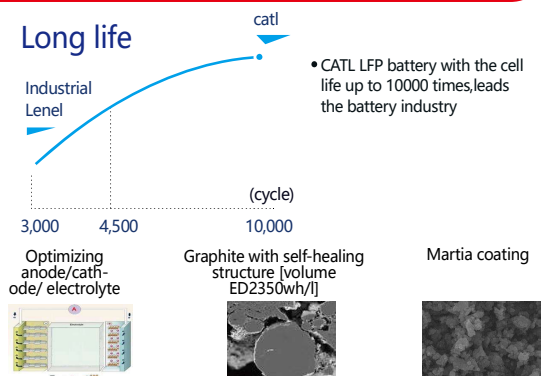 catl
Long life
Industrial
Lenel
• CATL LFP battery with the cell
life up to 10000 times,leads
the battery industry
(cycle)
3,000
4,500
10,000
Optimizing
anode/cath-
ode/ electrolyte
Graphite with self-healing
structure [volume
ED2350wh/l]
Martia coating
A